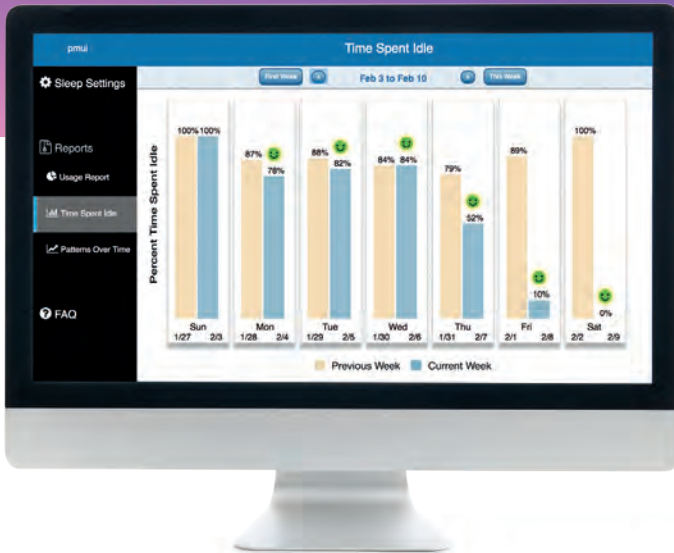 pmui
Time Spent Idle
Sleep Settings
First Week
Feb 3 to Feb 10
This Week
Reports
Usage Report
Time Spent Idle
Patterns Over Time
FAQ
Percent Time Spent Idle
100% 100%
87% 78%
88% 82%
84% 84%
79% 52%
89% 10%
100% 0%
Sun
1/27 2/3
Mon
1/28 2/4
Tue
1/29 2/5
Wed
1/30 2/6
Thu
1/31 2/7
Fri
2/1 2/8
Sat
2/2 2/9
Previous Week Current Week